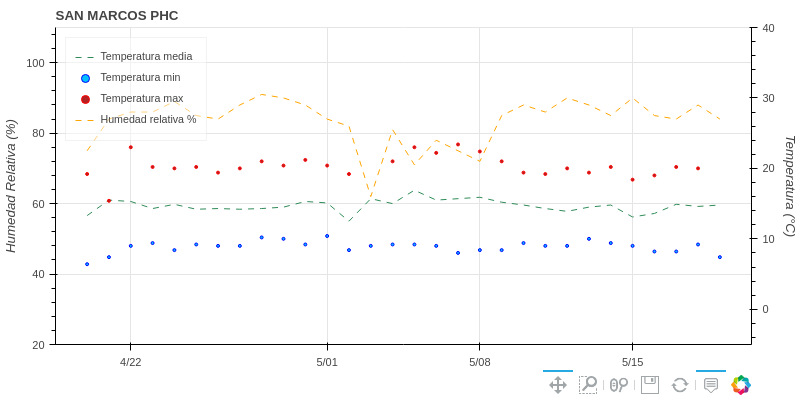 SAN MARCOS PHC
Temperatura media
Temperatura min
Temperatura max
Humedad relativa %
Humedad Relativa (%)
100
80
60
40
20
40
30
20
10
0
Temperatura (°C)
4/22
5/01
5/08
5/15